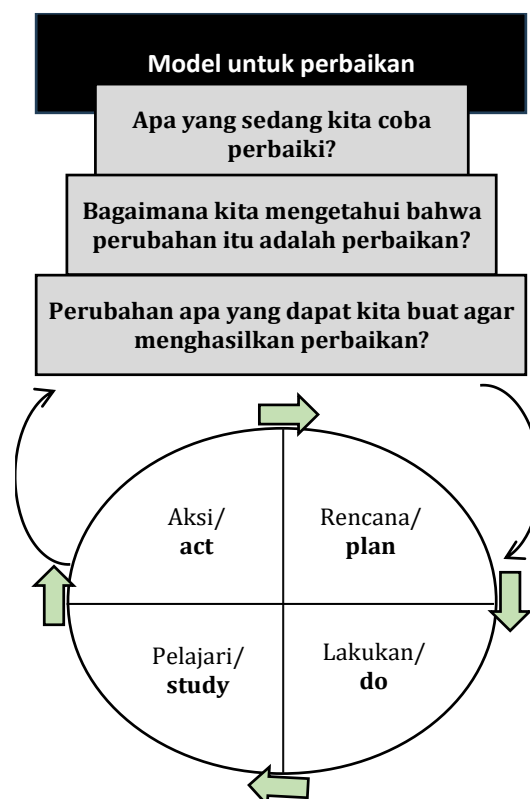 Model untuk perbaikan
Apa yang sedang kita coba
perbaiki?
Bagaimana kita mengetahui bahwa
perubahan itu adalah perbaikan?
Perubahan apa yang dapat kita buat agar
menghasilkan perbaikan?
Aksi/
act
Rencana/
plan
Pelajari/
study
Lakukan/
do